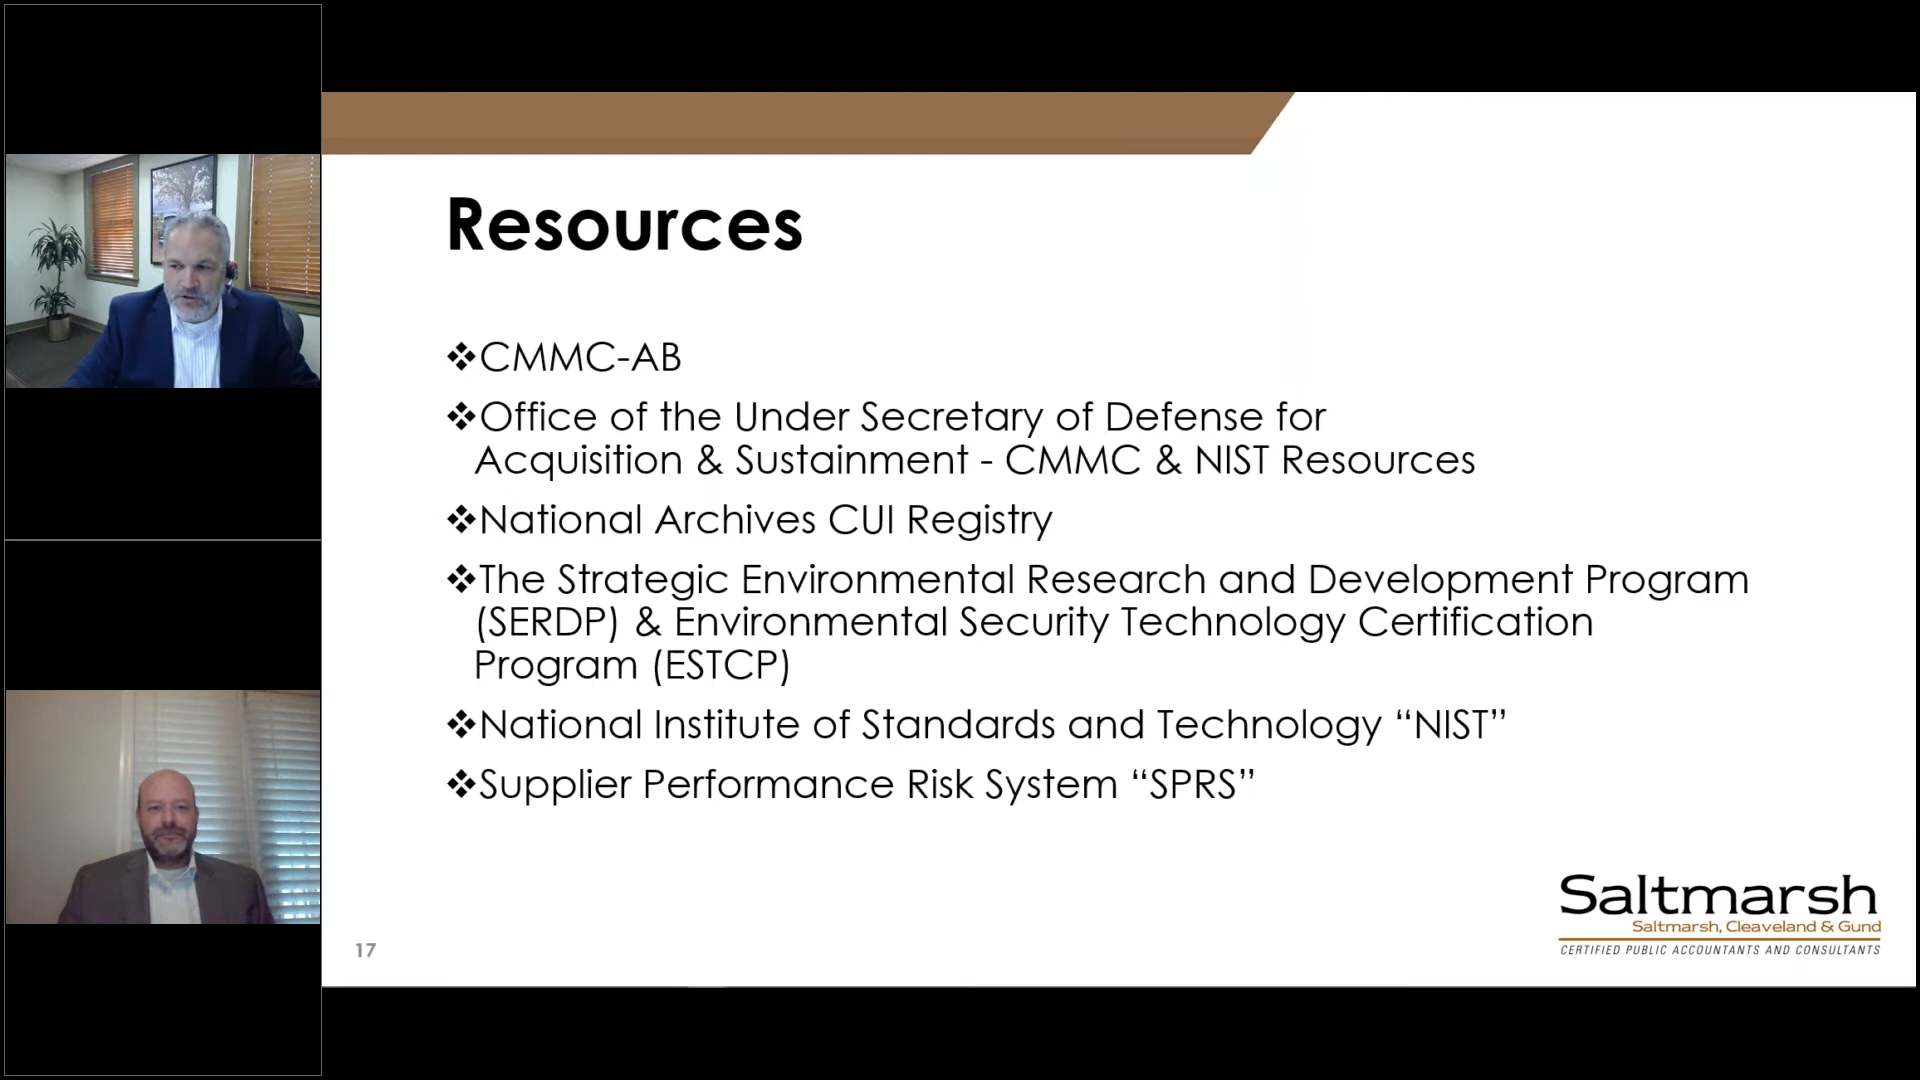 Resources
❖CMMC-AB
❖Office of the Under Secretary of Defense for
Acquisition & Sustainment - CMMC & NIST Resources
❖National Archives CUI Registry
❖The Strategic Environmental Research and Development Program
(SERDP) & Environmental Security Technology Certification
Program (ESTCP)
❖National Institute of Standards and Technology “NIST”
❖Supplier Performance Risk System “SPRS”
Saltmarsh
Saltmarsh, Cleaveland & Gund
CERTIFIED PUBLIC ACCOUNTANTS AND CONSULTANTS
17